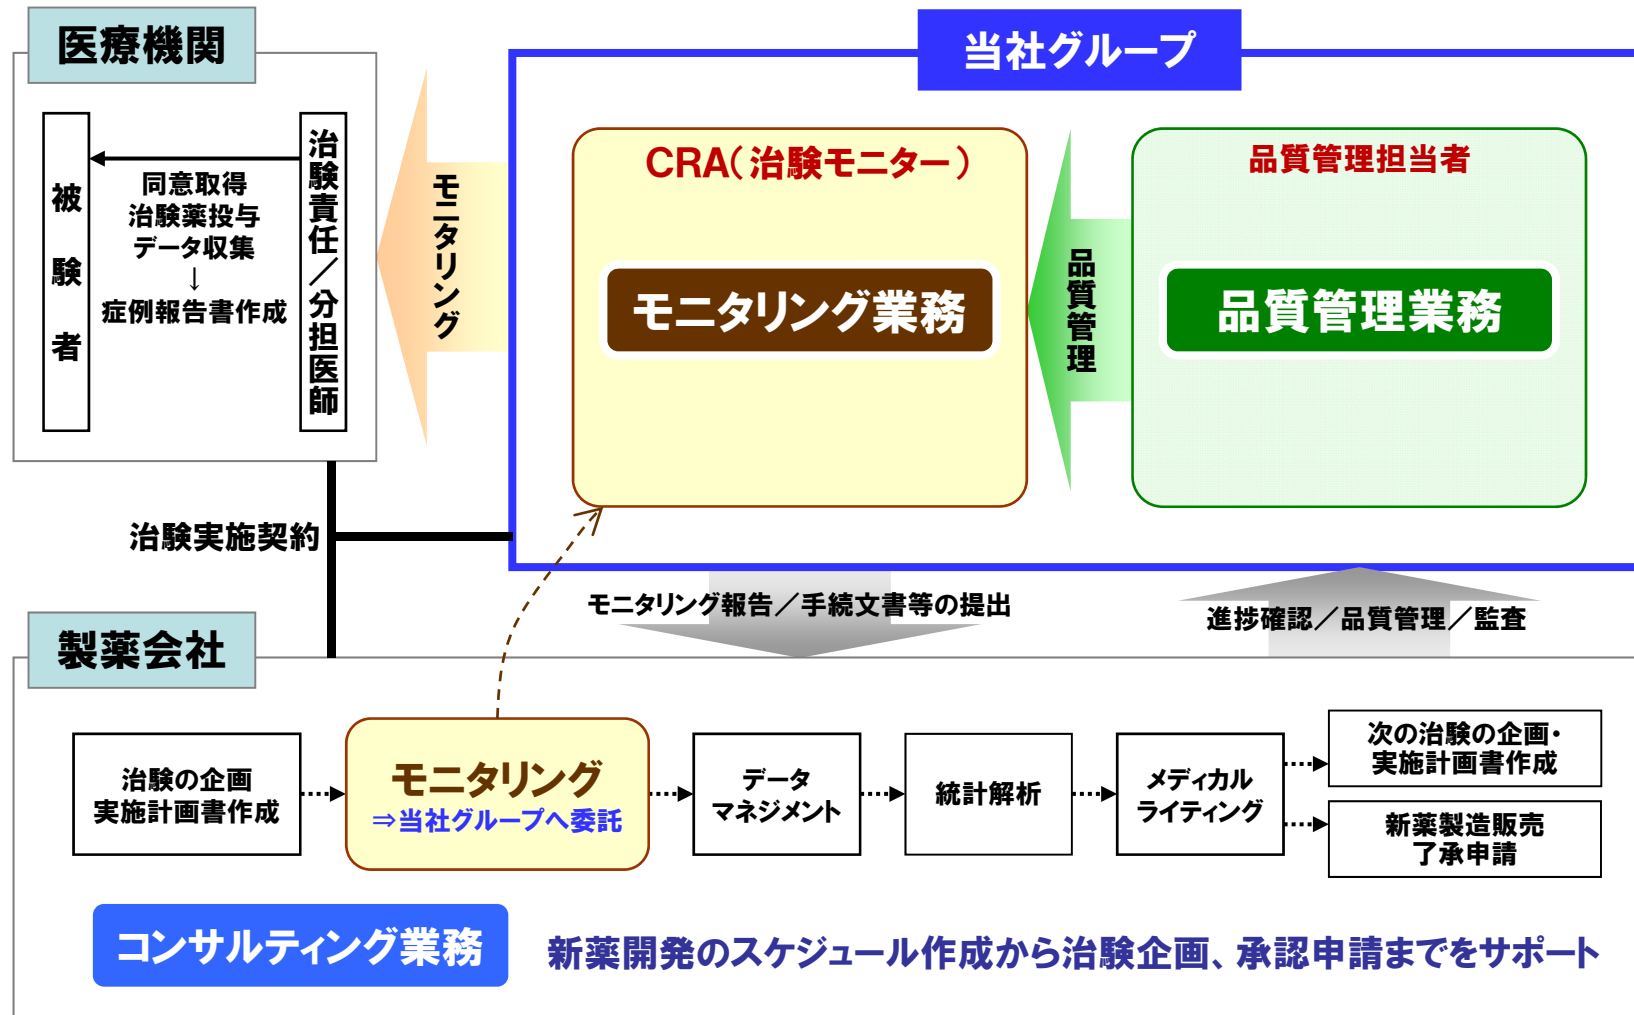 医療機関
被験者
同意取得
治験薬投与
データ収集
↓
症例報告書作成
治験責任／分担医師
モニタリング
当社グループ
CRA（治験モニター）
モニタリング業務
品質管理
品質管理担当者
品質管理業務
治験実施契約
モニタリング報告／手続文書等の提出
進捗確認／品質管理／監査
製薬会社
治験の企画
実施計画書作成
モニタリング
⇒当社グループへ委託
データ
マネジメント
統計解析
メディカル
ライティング
次の治験の企画・
実施計画書作成
新薬製造販売
了承申請
コンサルティング業務
新薬開発のスケジュール作成から治験企画、承認申請までをサポート